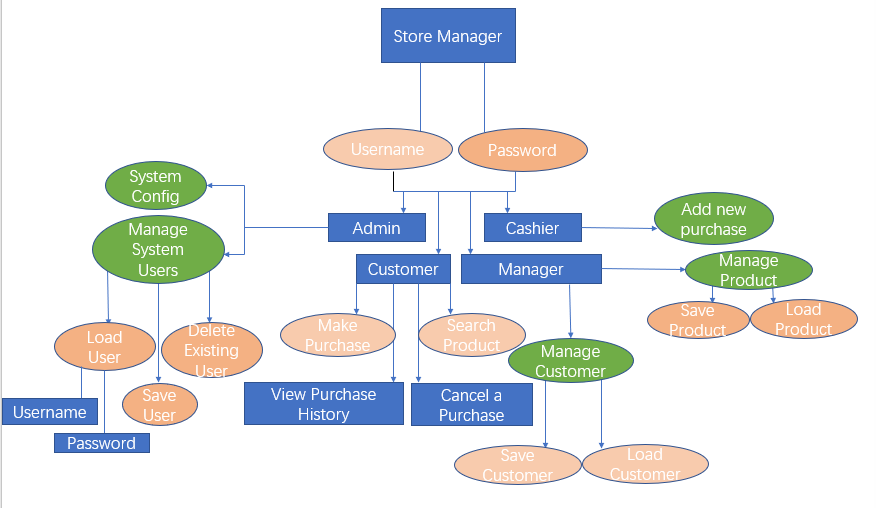 Store Manager
Username
Password
System
Config
Manage
System
Users
Admin
Cashier
Add new
purchase
Customer
Manager
Manage
Product
Save
Product
Load
Product
Load
User
Delete
Existing
User
Make
Purchase
Search
Product
Manage
Customer
Save
User
View Purchase
History
Cancel a
Purchase
Username
Password
Save
Customer
Load
Customer